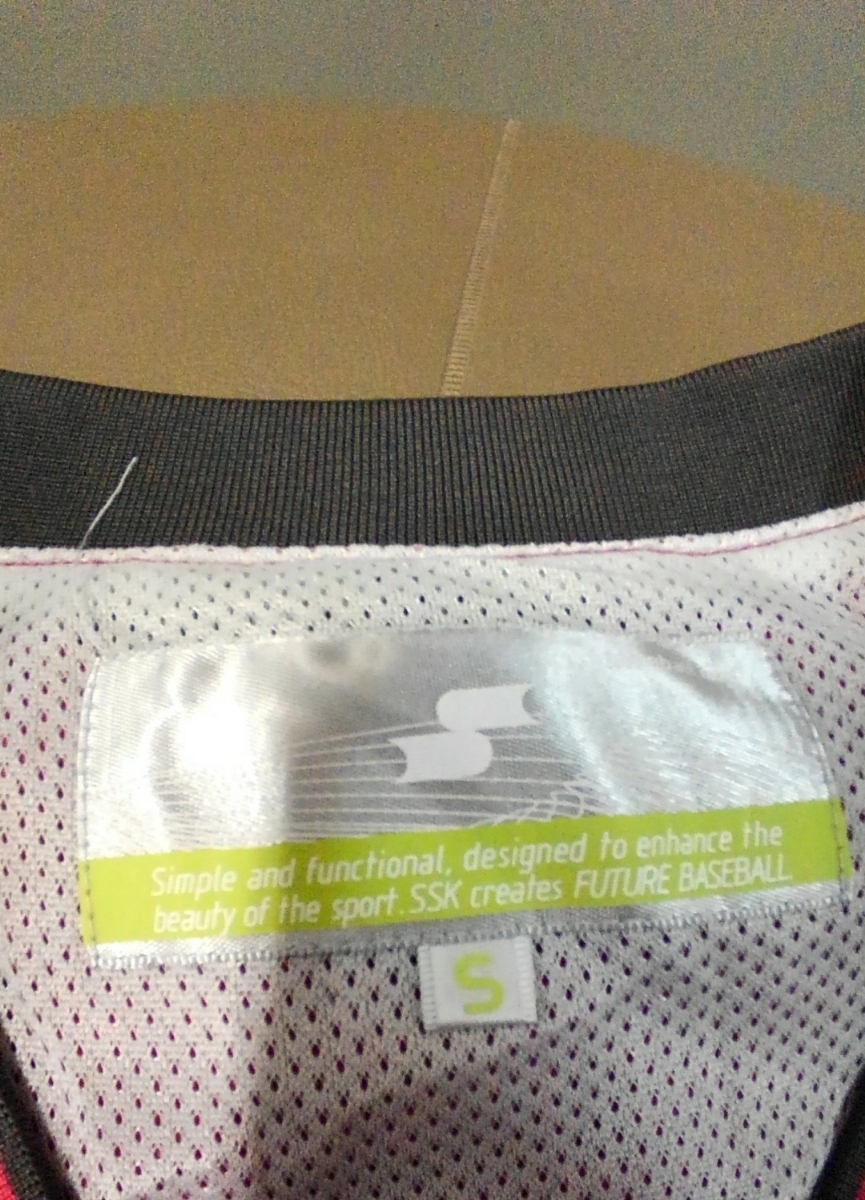 Simple and functional, designed to enhance the
beauty of the sport. SSK creates FUTURE BASEBALL.
S